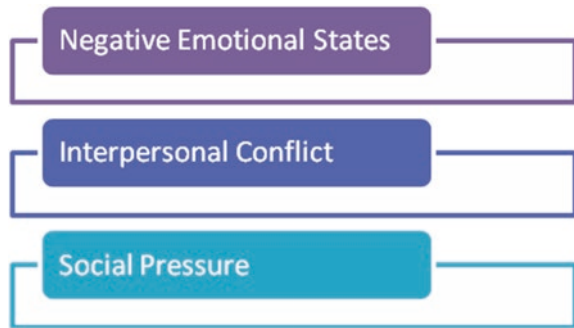 Negative Emotional States
Interpersonal Conflict
Social Pressure